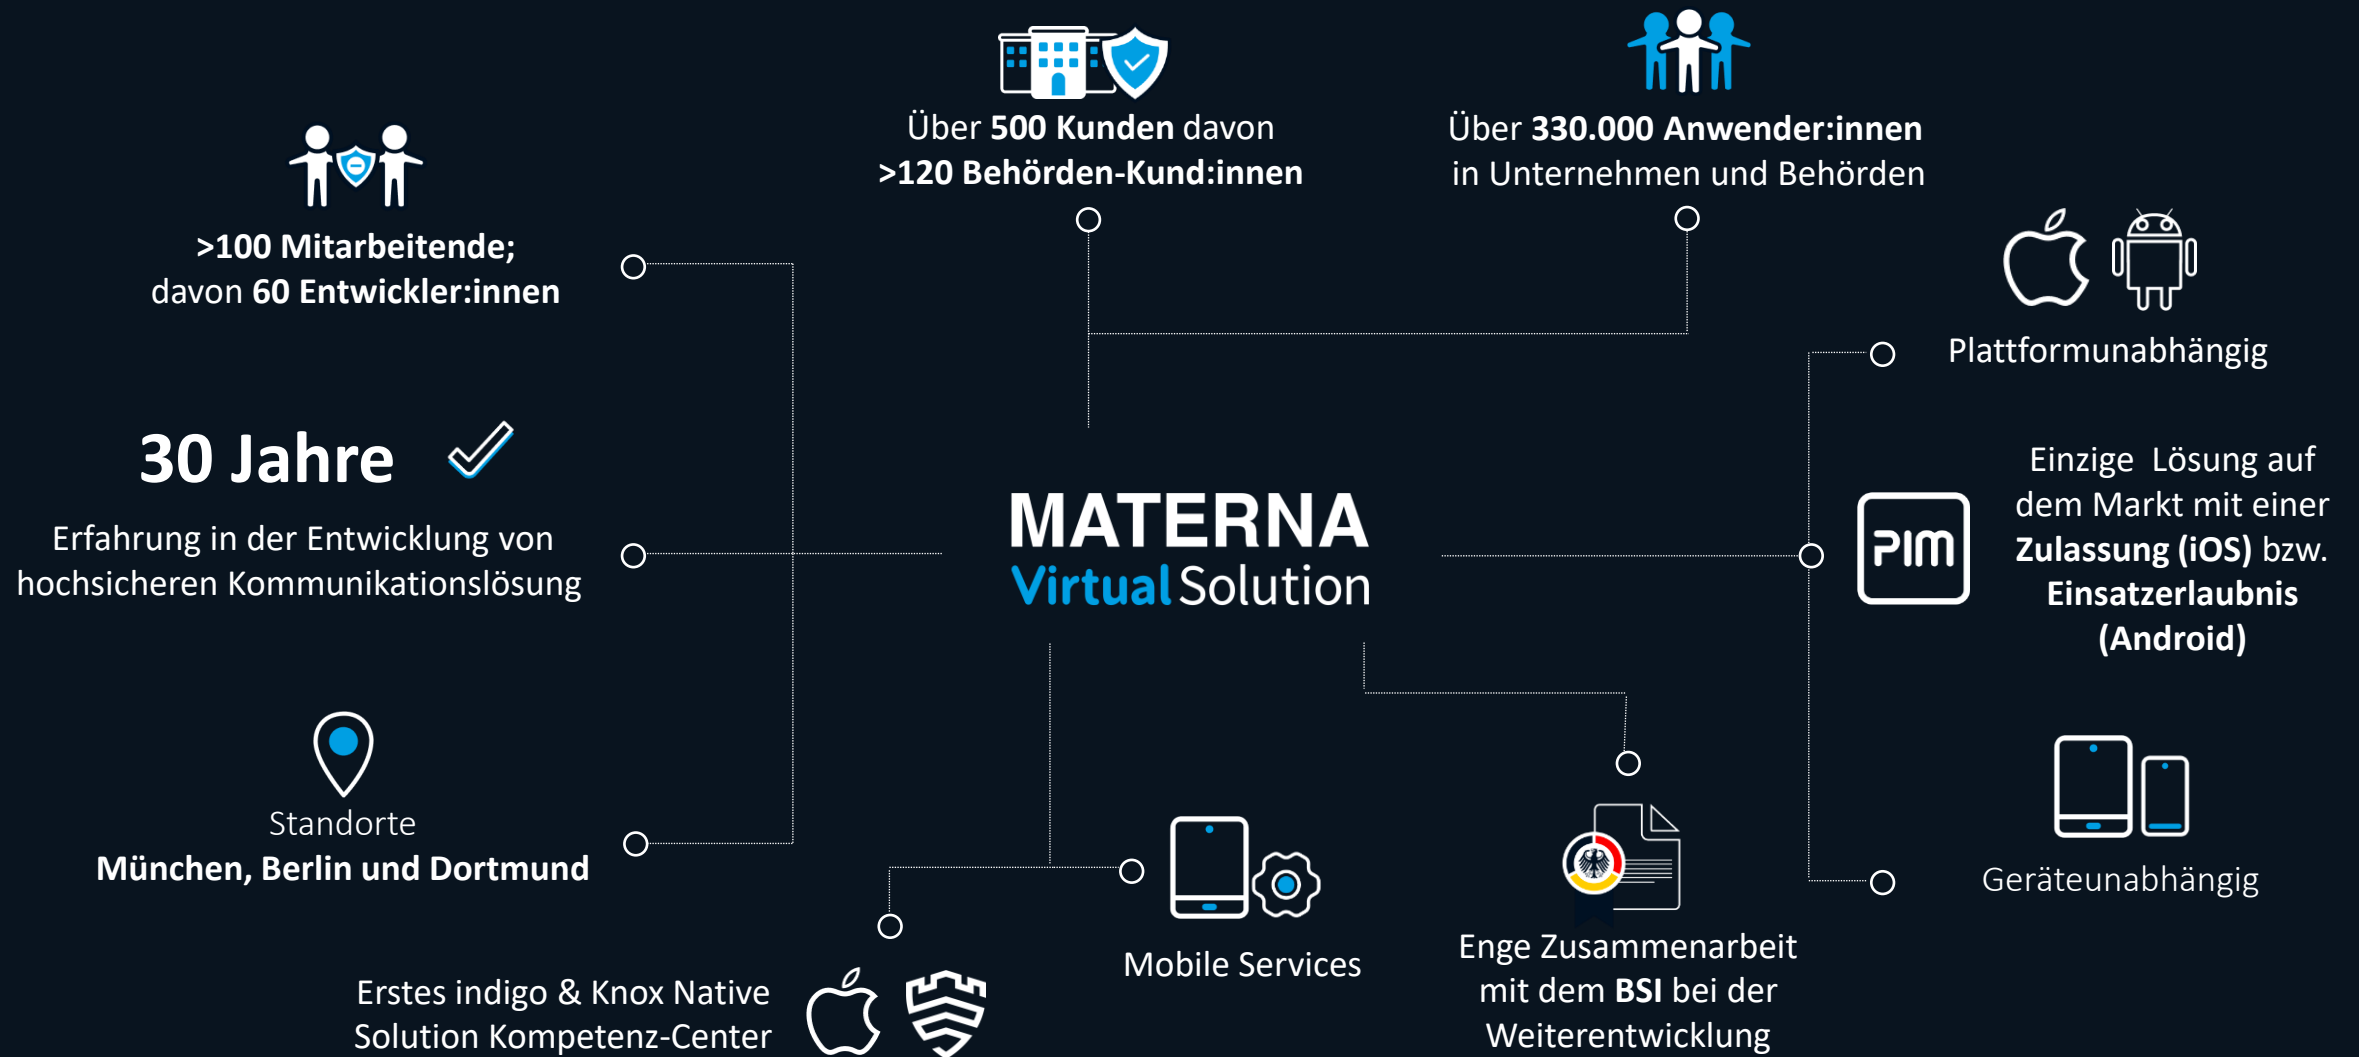 Über 500 Kunden davon
>120 Behörden-Kund:innen
Über 330.000 Anwender:innen
in Unternehmen und Behörden
>100 Mitarbeitende;
davon 60 Entwickler:innen
Plattformunabhängig
30 Jahre
Erfahrung in der Entwicklung von
hochsicheren Kommunikationslösung
MATERNA
Virtual Solution
PIM
Einzige Lösung auf
dem Markt mit einer
Zulassung (iOS) bzw.
Einsatzerlaubnis
(Android)
Standorte
München, Berlin und Dortmund
Geräteunabhängig
Mobile Services
Enge Zusammenarbeit
mit dem BSI bei der
Weiterentwicklung
Erstes indigo & Knox Native
Solution Kompetenz-Center